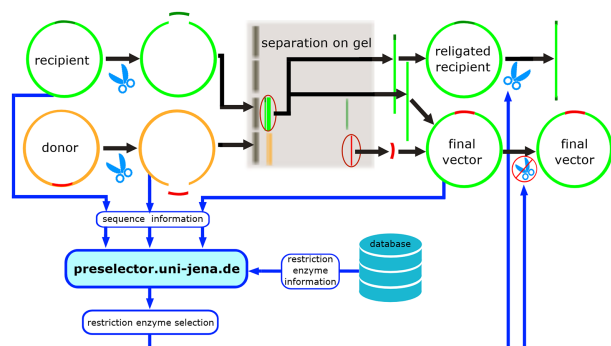 recipient
separation on gel
religated
recipient
donor
final
vector
final
vector
sequence information
database
preselector.uni-jena.de
restriction
enzyme
information
restriction enzyme selection